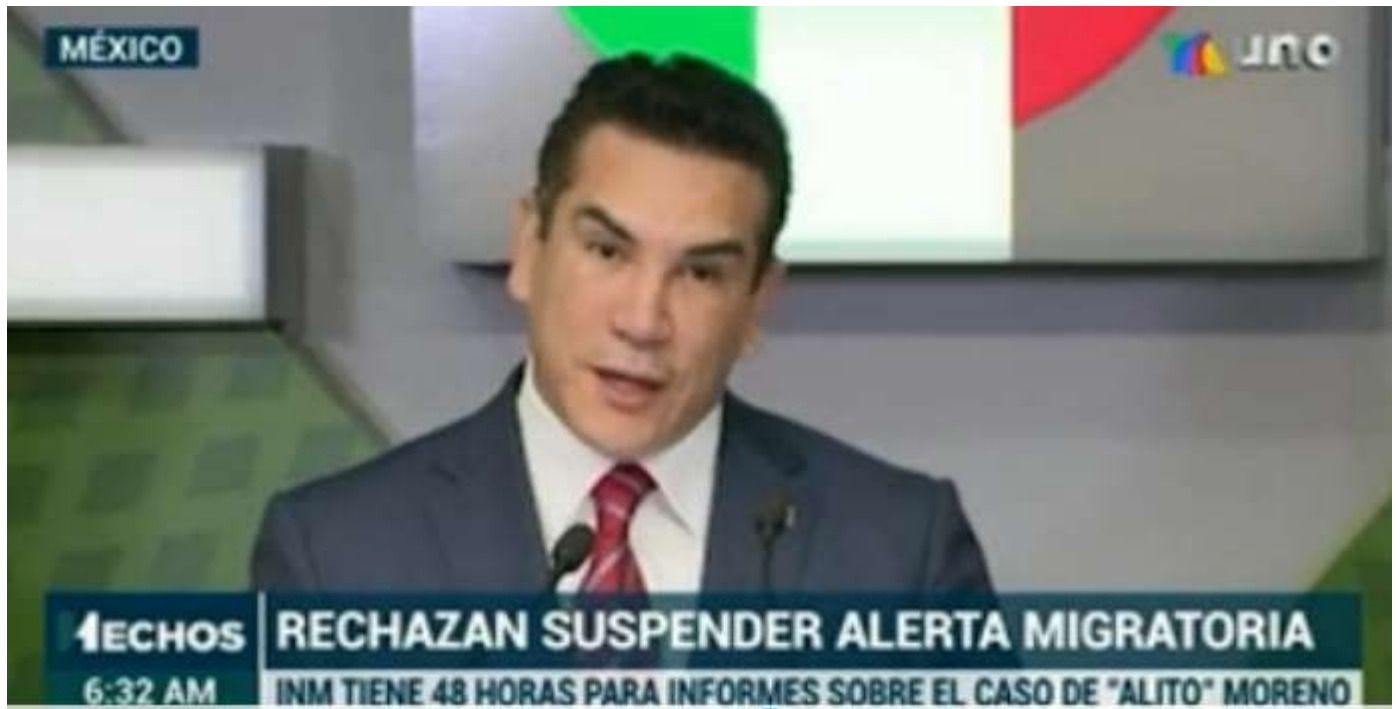 MÉXICO
uno
HECHOS
RECHAZAN SUSPENDER ALERTA MIGRATORIA
6:32 AM
INM TIENE 48 HORAS PARA INFORMES SOBRE EL CASO DE "ALITO" MORENO